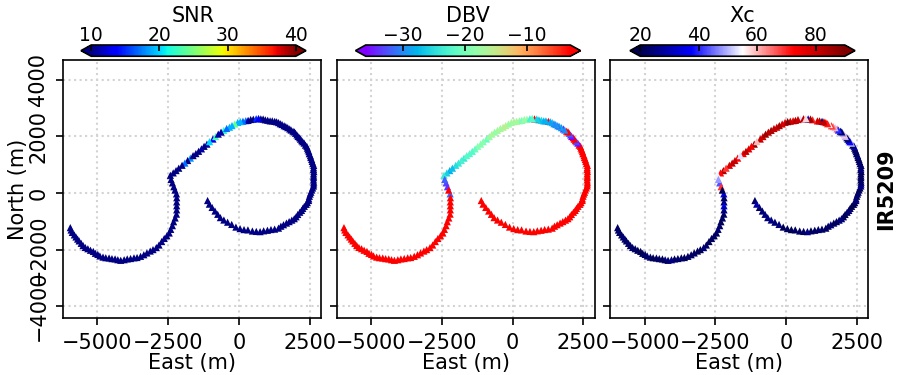 SNR DBV Xc
10 20 30 40 −30 −20 −10 20 40 60 80
4000
2000
0
−2000
−4000
North (m)
IR5209
−5000 −2500 0 2500 −5000 −2500 0 2500 −5000 −2500 0 2500
East (m) East (m) East (m)